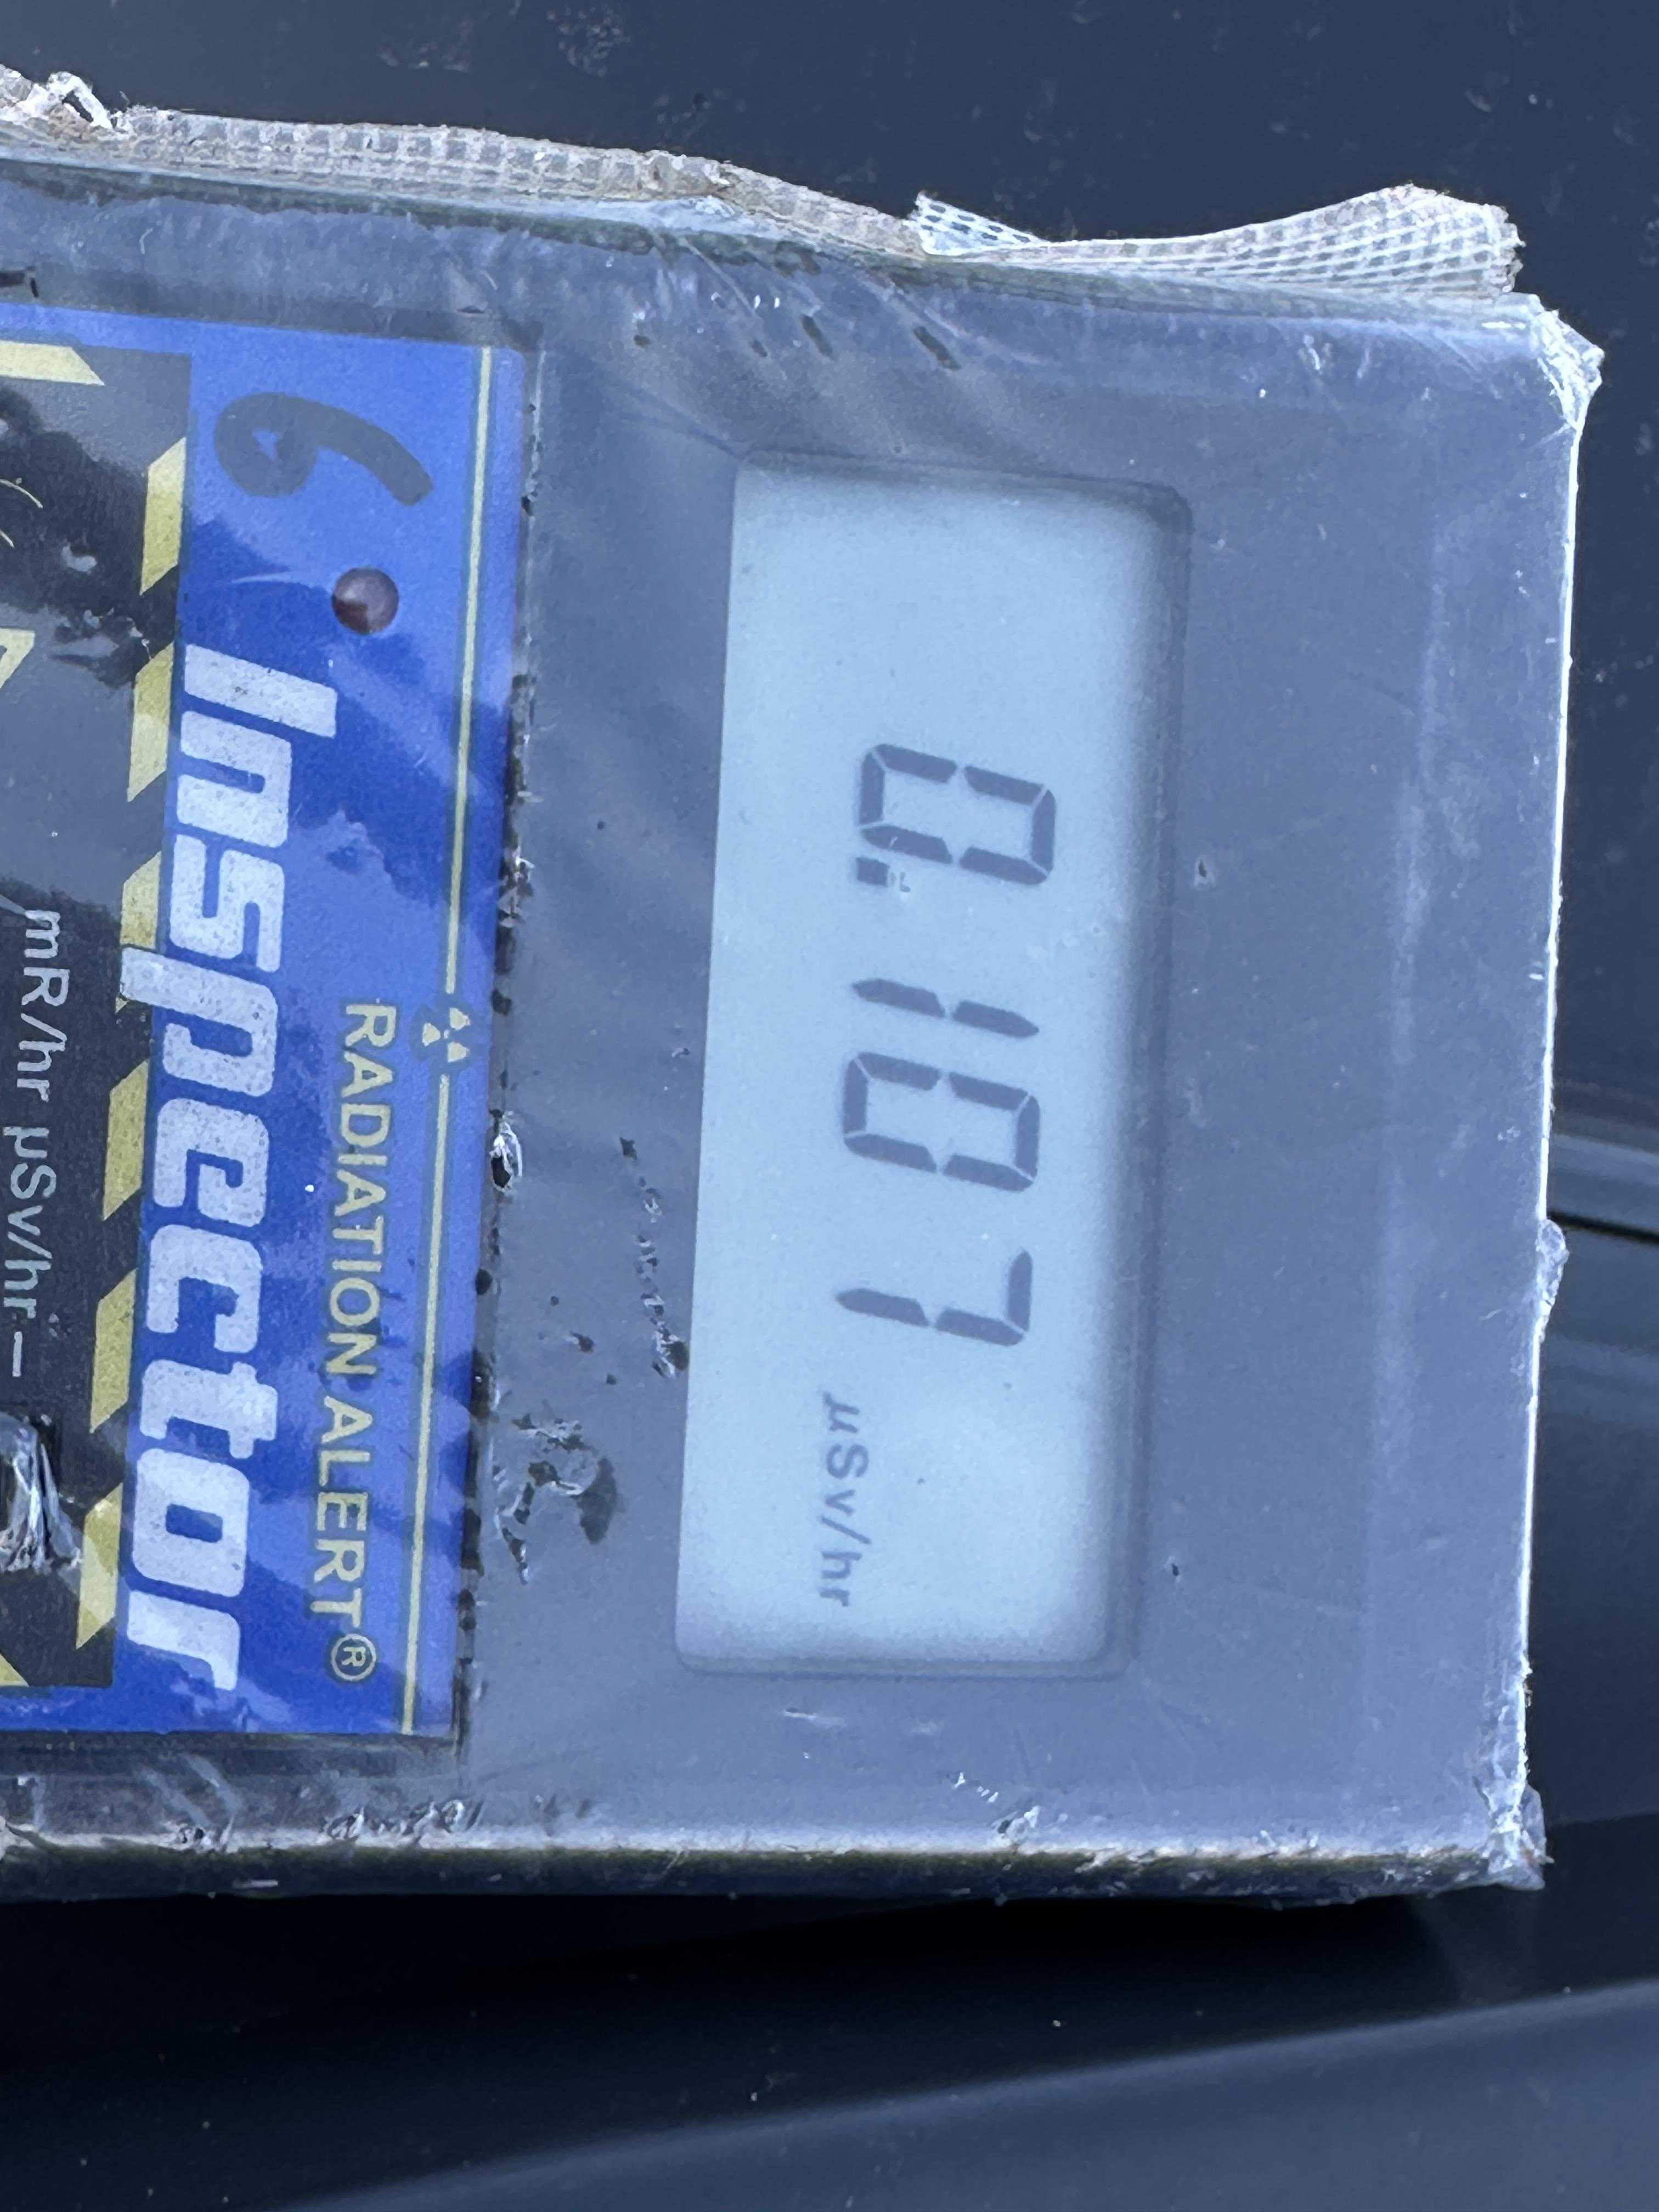 0.107
µSv/hr
RADIATION ALERT®
6
Inspector
mR/hr µSv/hr –